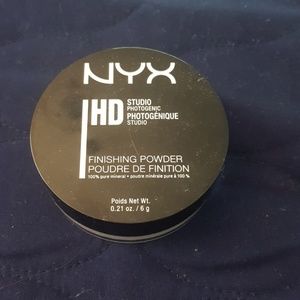 NYX
HD STUDIO
PHOTOGENIC
PHOTOGÉNIQUE
STUDIO
FINISHING POWDER
POUDRE DE FINITION
100% pure mineral • poudre minérale pure à 100 %
Poids Net Wt.
0.21 oz. / 6 g